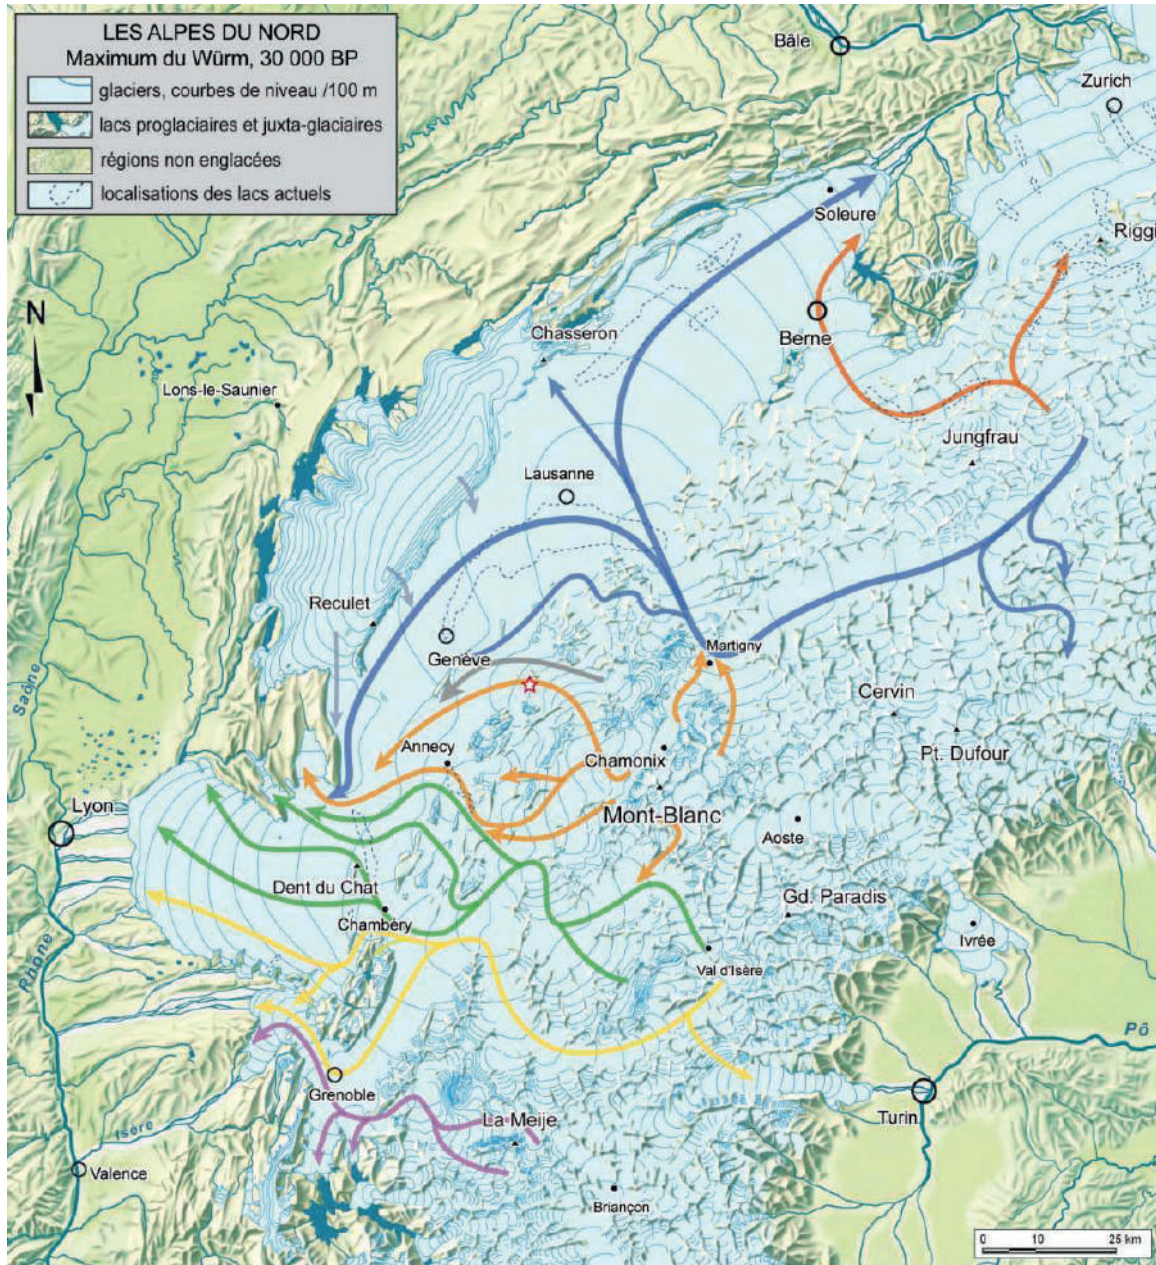 LES ALPES DU NORD
Maximum du Würm, 30 000 BP
glaciers, courbes de niveau /100 m
lacs proglaciaires et juxta-glaciaires
régions non englacées
localisations des lacs actuels
Bâle
Zurich
Soleure
Riggi
N
Chasseron
Berne
Lons-le-Saunier
Jungfrau
Lausanne
Reculet
Genève
Martigny
Saône
Cervin
Annecy
Chamonix
Pt. Dufour
Lyon
Mont-Blanc
Aoste
Dent du Chat
Gd. Paradis
Chambéry
Ivrée
Rhone
Val d'Isère
Pô
Grenoble
Turin
La Meije
Isère
Valence
Briançon
0 10 25 km